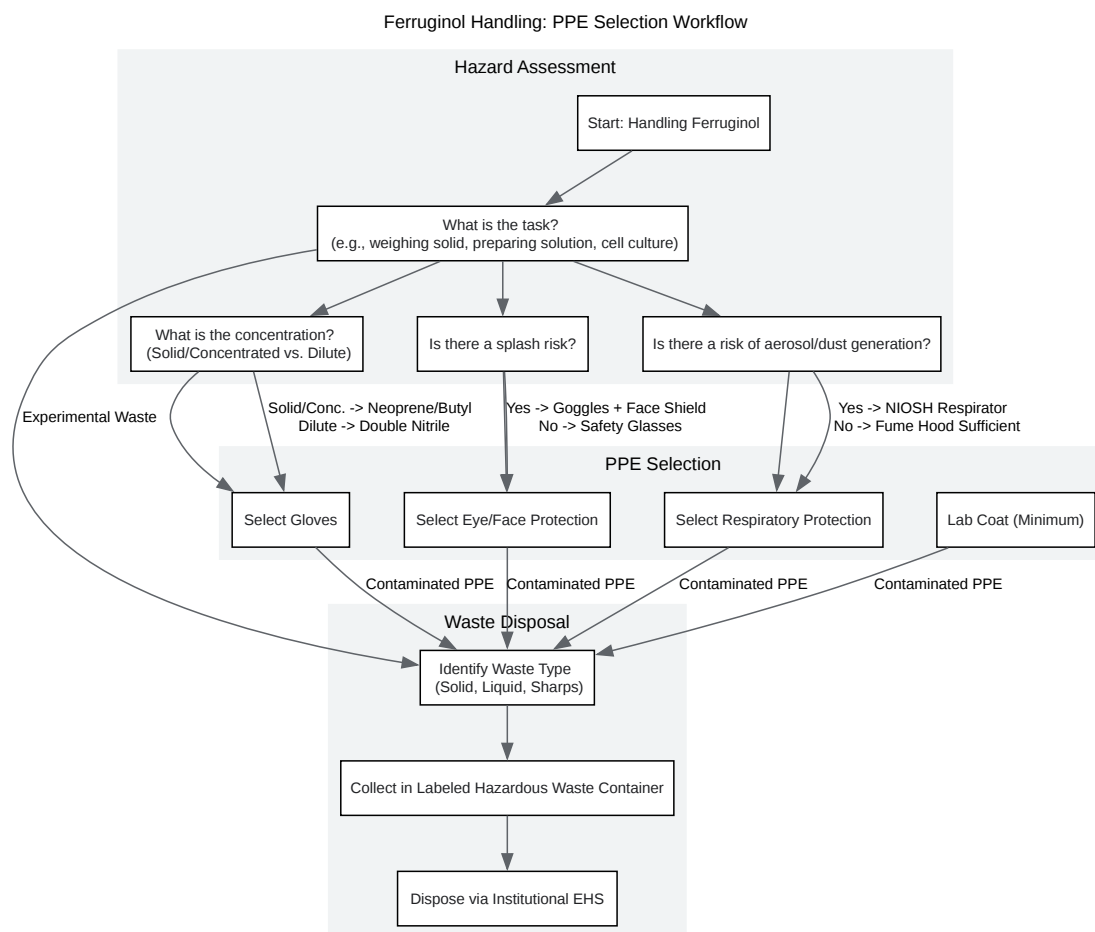 Ferruginol Handling: PPE Selection Workflow
Hazard Assessment
Start: Handling Ferruginol
What is the task?
(e.g., weighing solid, preparing solution, cell culture)
What is the concentration?
(Solid/Concentrated vs. Dilute)
Is there a splash risk?
Is there a risk of aerosol/dust generation?
Experimental Waste
Solid/Conc. -> Neoprene/Butyl
Dilute -> Double Nitrile
Yes -> Goggles + Face Shield
No -> Safety Glasses
Yes -> NIOSH Respirator
No -> Fume Hood Sufficient
PPE Selection
Select Gloves
Select Eye/Face Protection
Select Respiratory Protection
Lab Coat (Minimum)
Contaminated PPE
Contaminated PPE
Contaminated PPE
Contaminated PPE
Waste Disposal
Identify Waste Type
(Solid, Liquid, Sharps)
Collect in Labeled Hazardous Waste Container
Dispose via Institutional EHS